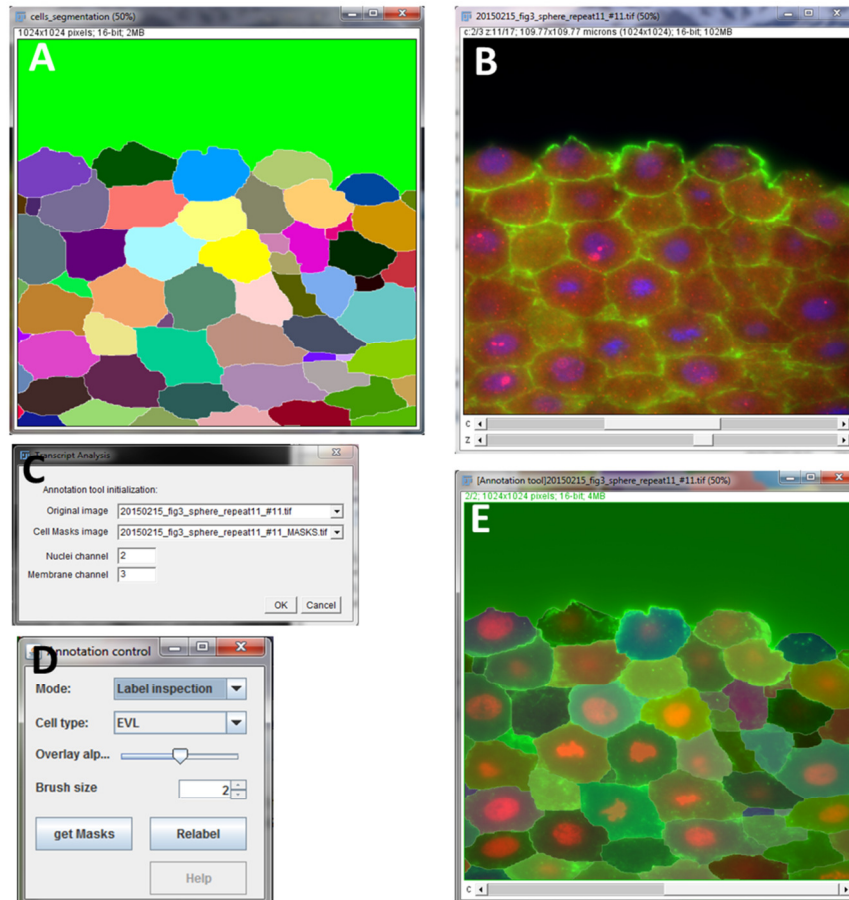 cells_segmentation (50%)
1024x1024 pixels; 16-bit; 2MB
A
20150215_fig3_sphere_repeat11_#11.tif (50%)
c:2/3 z:11/17; 109.77x109.77 microns (1024x1024); 16-bit; 102MB
B
c
z
Transcript Analysis
C
Annotation tool initialization:
Original image 20150215_fig3_sphere_repeat11_#11.tif
Cell Masks image 20150215_fig3_sphere_repeat11_#11_MASKS.tif
Nuclei channel 2
Membrane channel 3
OK Cancel
Annotation control
D
Mode: Label inspection
Cell type: EVL
Overlay alp...
Brush size 2
get Masks Relabel
Help
[Annotation tool]20150215_fig3_sphere_repeat11_#11.tif (50%)
2/2; 1024x1024 pixels; 16-bit; 4MB
E
c